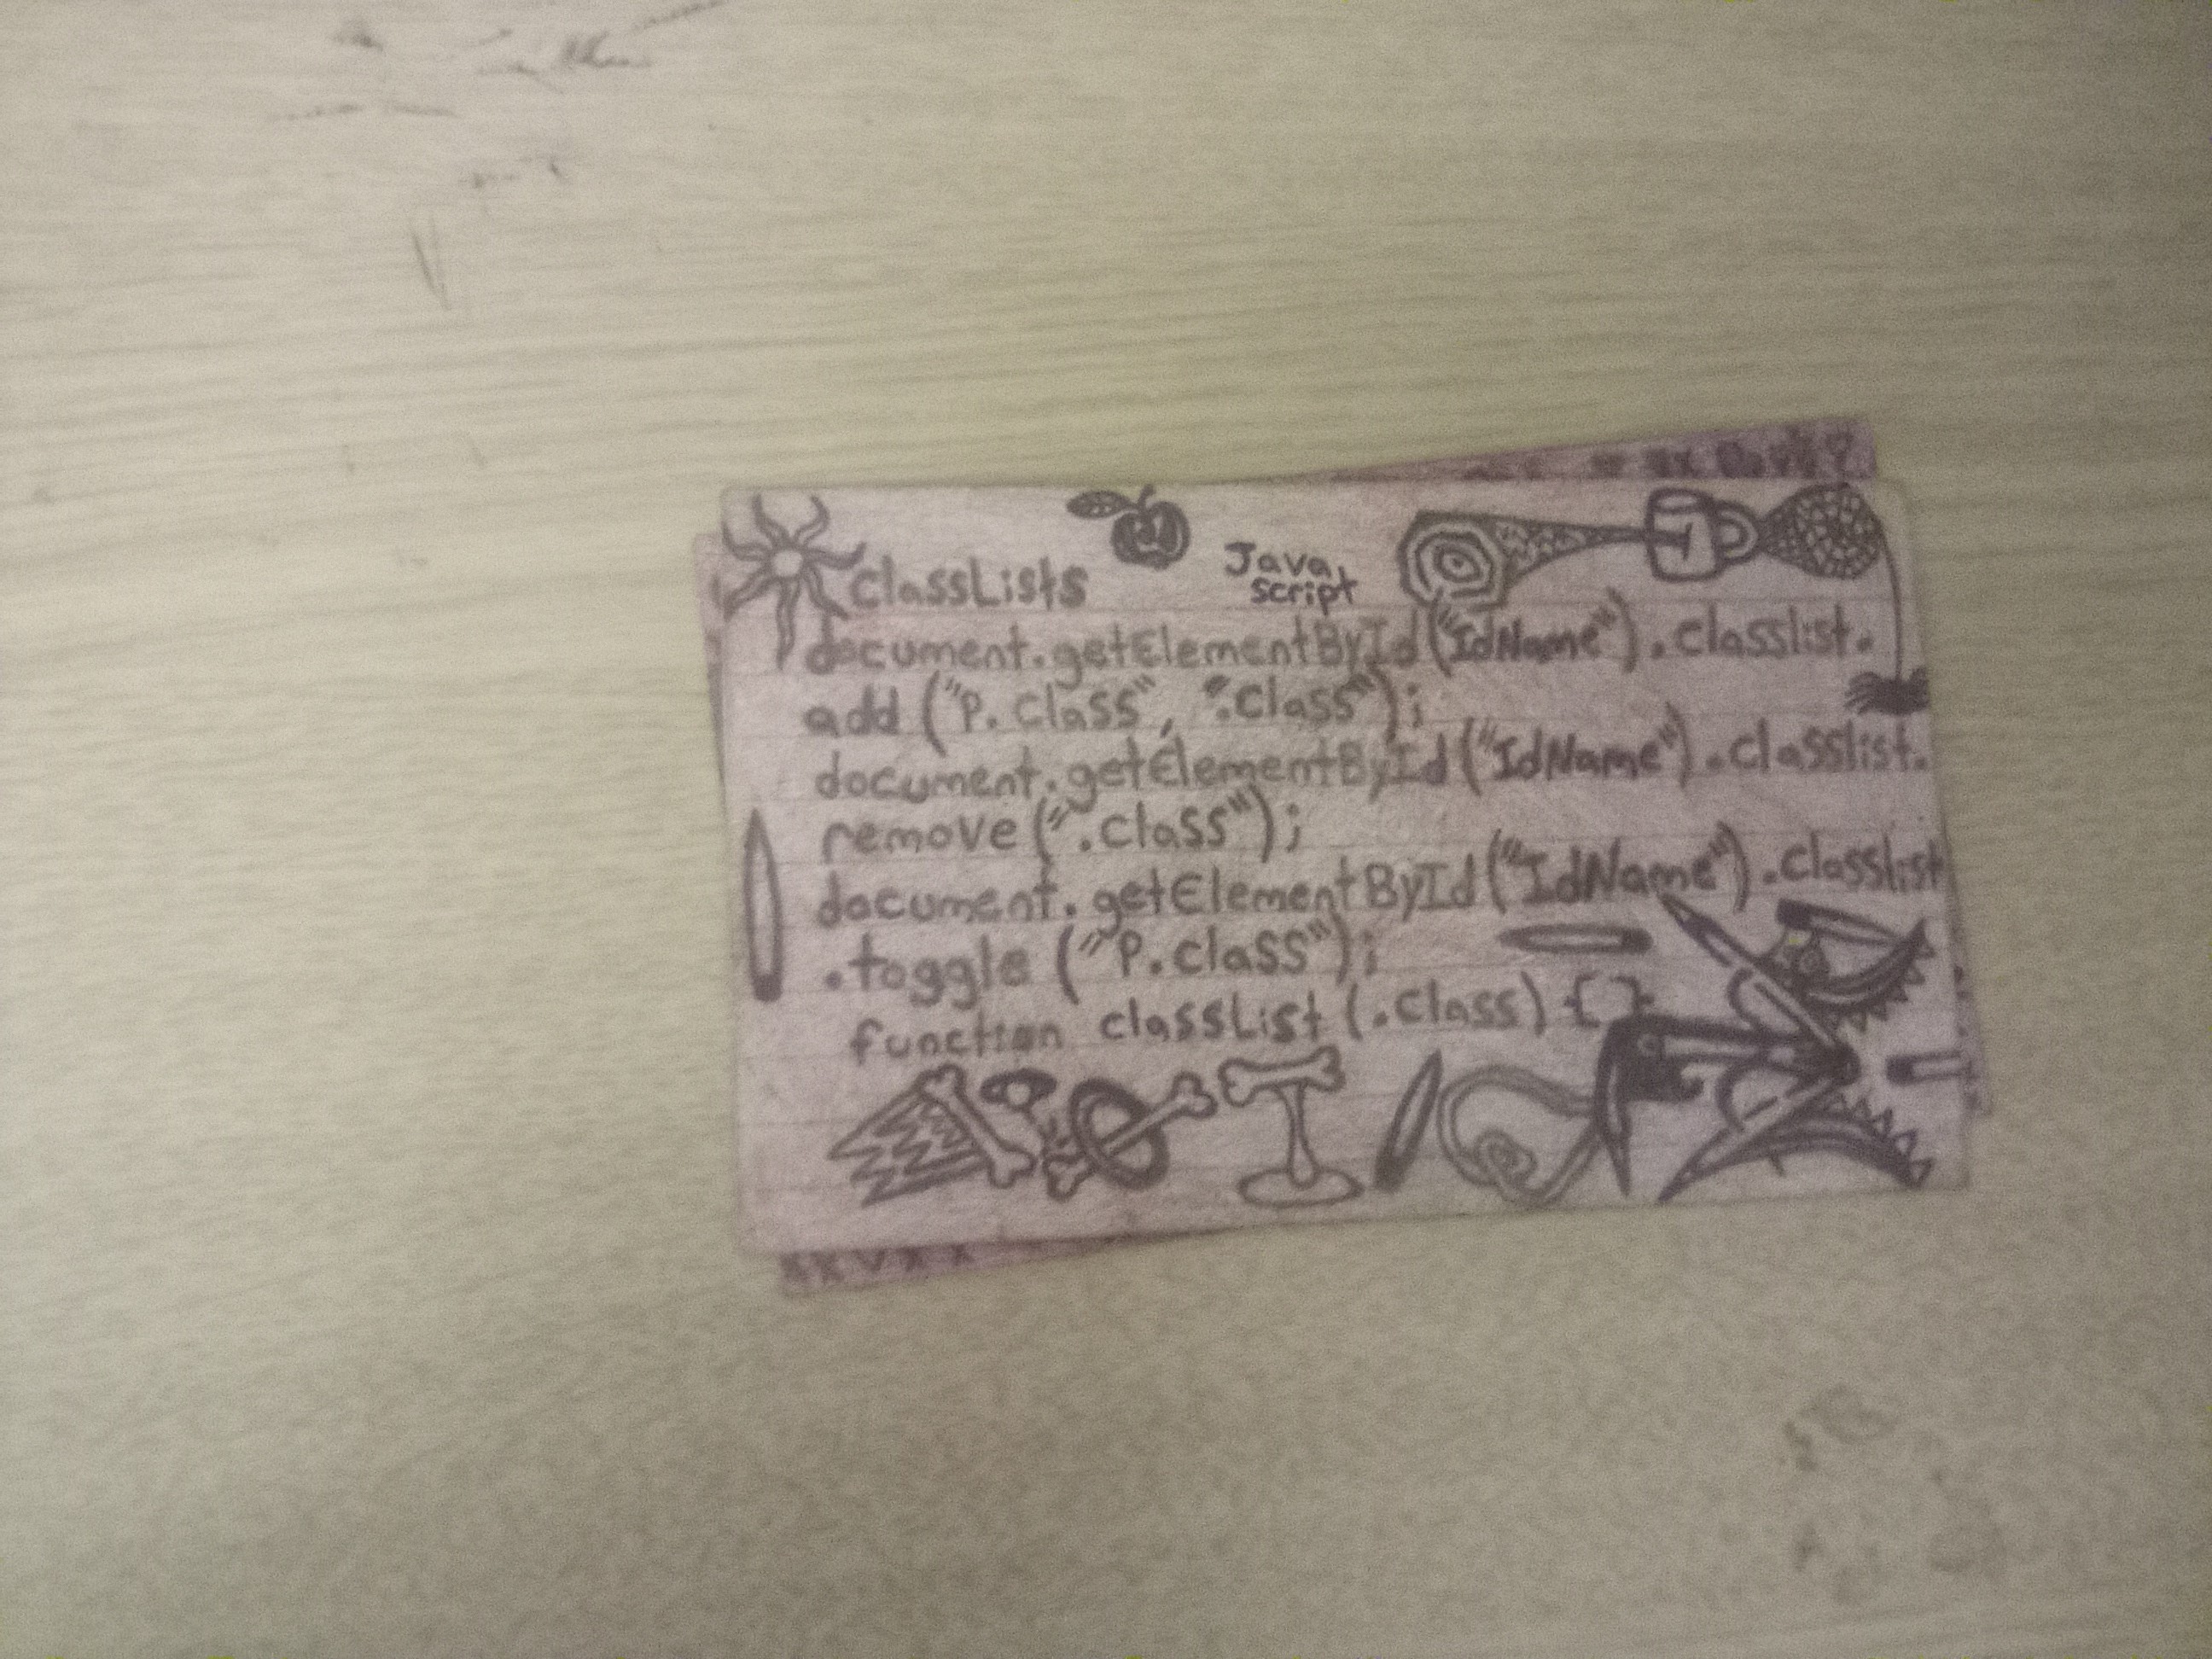 classLists
Java
script
document.getElementById("IdName").classlist.
add ("P.class", ".class");
document.getElementById("IdName").classlist.
remove(".class");
document.getElementById("IdName").classlist
.toggle ("P.class");
function classList (.class) {}